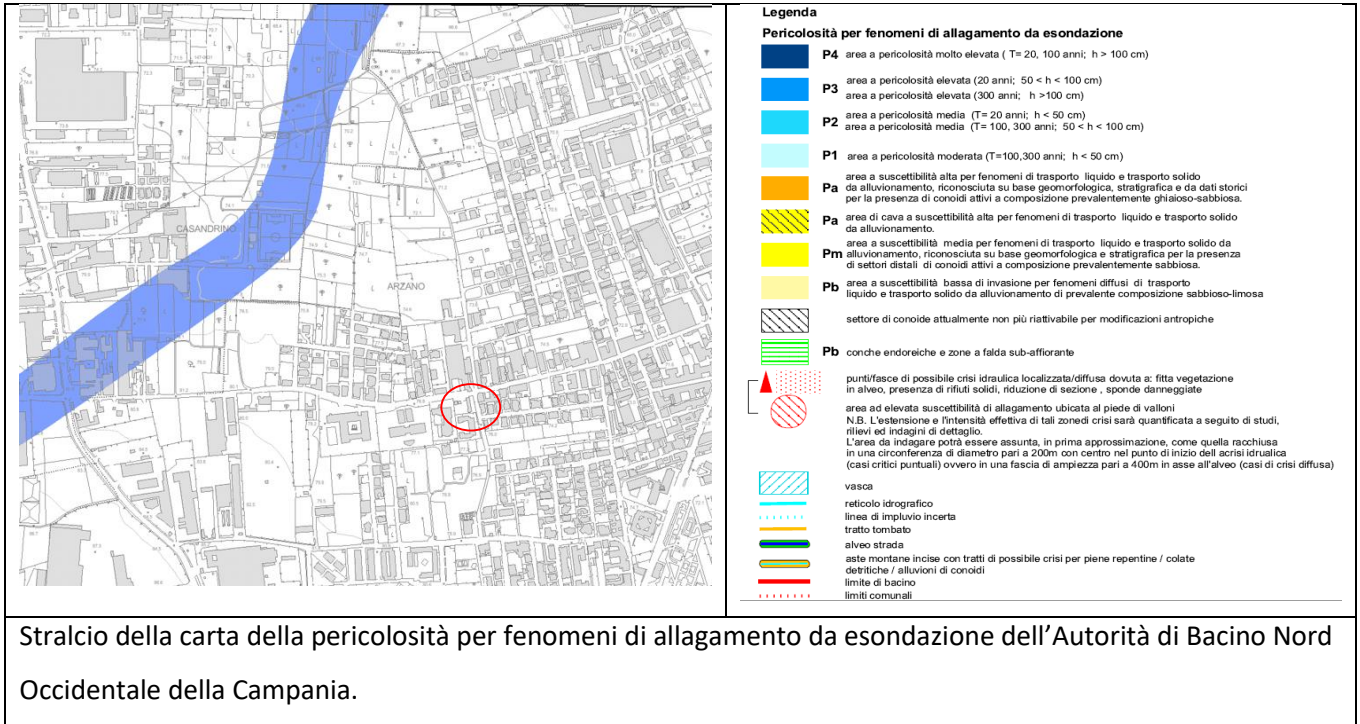 CASANDRINO
ARZANO
Legenda
Pericolosità per fenomeni di allagamento da esondazione
P4 area a pericolosità molto elevata ( T= 20, 100 anni; h > 100 cm)
P3 area a pericolosità elevata (20 anni; 50 < h < 100 cm)
area a pericolosità elevata (300 anni; h >100 cm)
P2 area a pericolosità media (T= 20 anni; h < 50 cm)
area a pericolosità media (T= 100, 300 anni; 50 < h < 100 cm)
P1 area a pericolosità moderata (T=100,300 anni; h < 50 cm)
Pa area a suscettibilità alta per fenomeni di trasporto liquido e trasporto solido
da alluvionamento, riconosciuta su base geomorfologica, stratigrafica e da dati storici
per la presenza di conoidi attivi a composizione prevalentemente ghiaioso-sabbiosa.
Pa area di cava a suscettibilità alta per fenomeni di trasporto liquido e trasporto solido
da alluvionamento.
Pm area a suscettibilità media per fenomeni di trasporto liquido e trasporto solido da
alluvionamento, riconosciuta su base geomorfologica e stratigrafica per la presenza
di settori distali di conoidi attivi a composizione prevalentemente sabbiosa.
Pb area a suscettibilità bassa di invasione per fenomeni diffusi di trasporto
liquido e trasporto solido da alluvionamento di prevalente composizione sabbioso-limosa
settore di conoide attualmente non più riattivabile per modificazioni antropiche
Pb conche endoreiche e zone a falda sub-affiorante
punti/fasce di possibile crisi idraulica localizzata/diffusa dovuta a: fitta vegetazione
in alveo, presenza di rifiuti solidi, riduzione di sezione , sponde danneggiate
area ad elevata suscettibilità di allagamento ubicata al piede di valloni
N.B. L'estensione e l'intensità effettiva di tali zonedi crisi sarà quantificata a seguito di studi,
rilievi ed indagini di dettaglio.
L'area da indagare potrà essere assunta, in prima approssimazione, come quella racchiusa
in una circonferenza di diametro pari a 200m con centro nel punto di inizio dell acrisi idrualica
(casi critici puntuali) ovvero in una fascia di ampiezza pari a 400m in asse all'alveo (casi di crisi diffusa)
vasca
reticolo idrografico
linea di impluvio incerta
tratto tombato
alveo strada
aste montane incise con tratti di possibile crisi per piene repentine / colate
detritiche / alluvioni di conoidi
limite di bacino
limiti comunali
Stralcio della carta della pericolosità per fenomeni di allagamento da esondazione dell'Autorità di Bacino Nord
Occidentale della Campania.